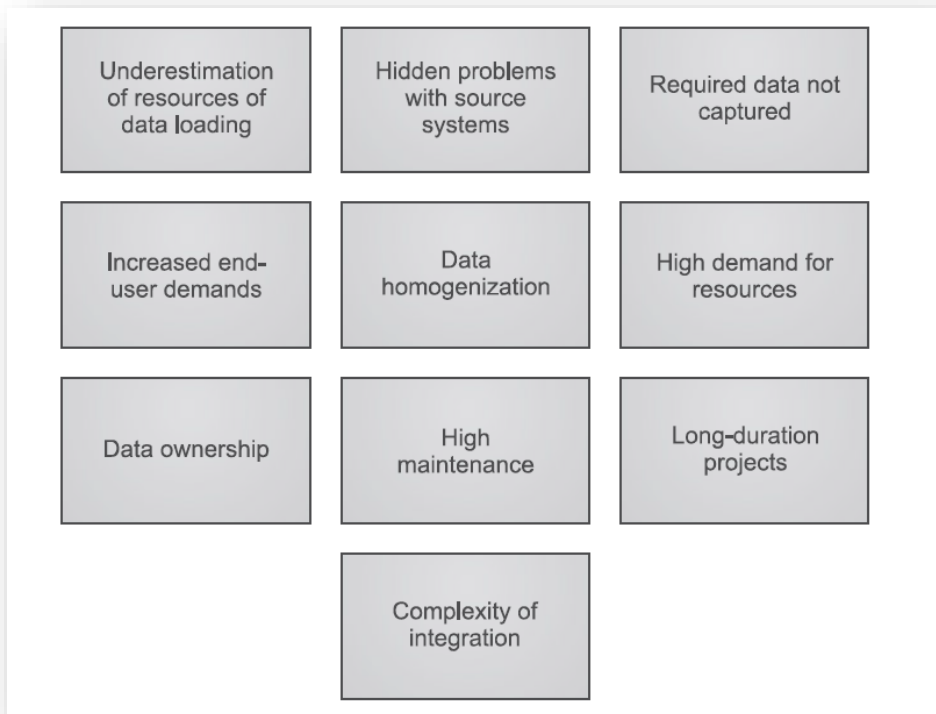 Underestimation
of resources of
data loading
Hidden problems
with source
systems
Required data not
captured
Increased end-
user demands
Data
homogenization
High demand for
resources
Data ownership
High
maintenance
Long-duration
projects
Complexity of
integration